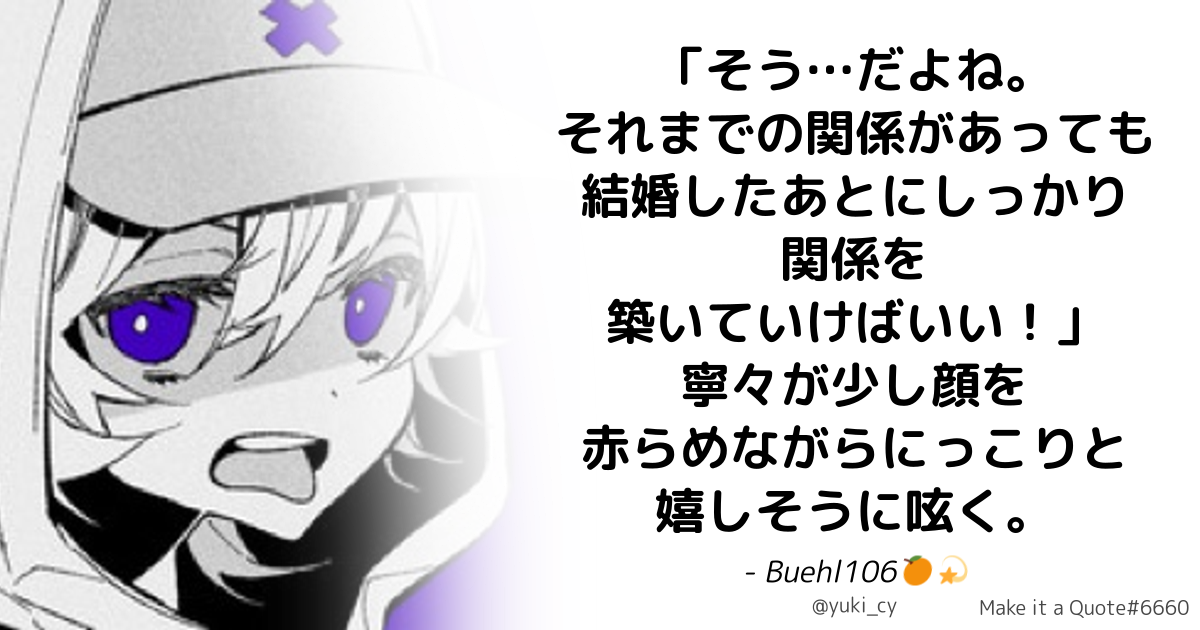 「そう…だよね。
それまでの関係があっても
結婚したあとにしっかり
関係を
築いていけばいい！」
寧々が少し顔を
赤らめながらにっこりと
嬉しそうに呟く。
- Buehl106🍊💫
@yuki_cy
Make it a Quote#6660